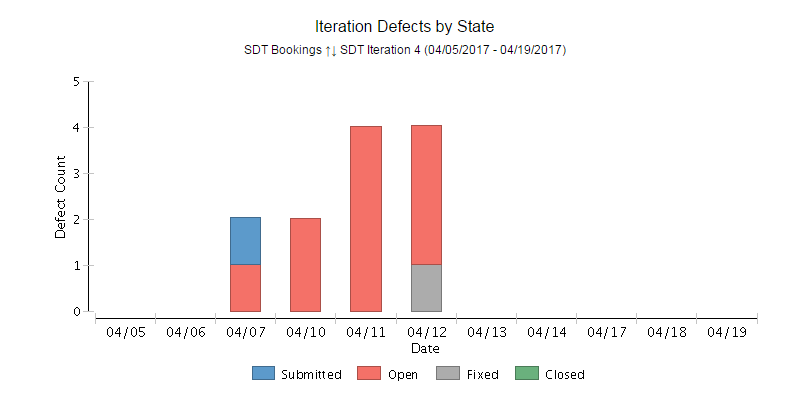 Iteration Defects by State
SDT Bookings ↑↓ SDT Iteration 4 (04/05/2017 - 04/19/2017)
Defect Count
5
4
3
2
1
0
04/05 04/06 04/07 04/10 04/11 04/12 04/13 04/14 04/17 04/18 04/19
Date
Submitted Open Fixed Closed